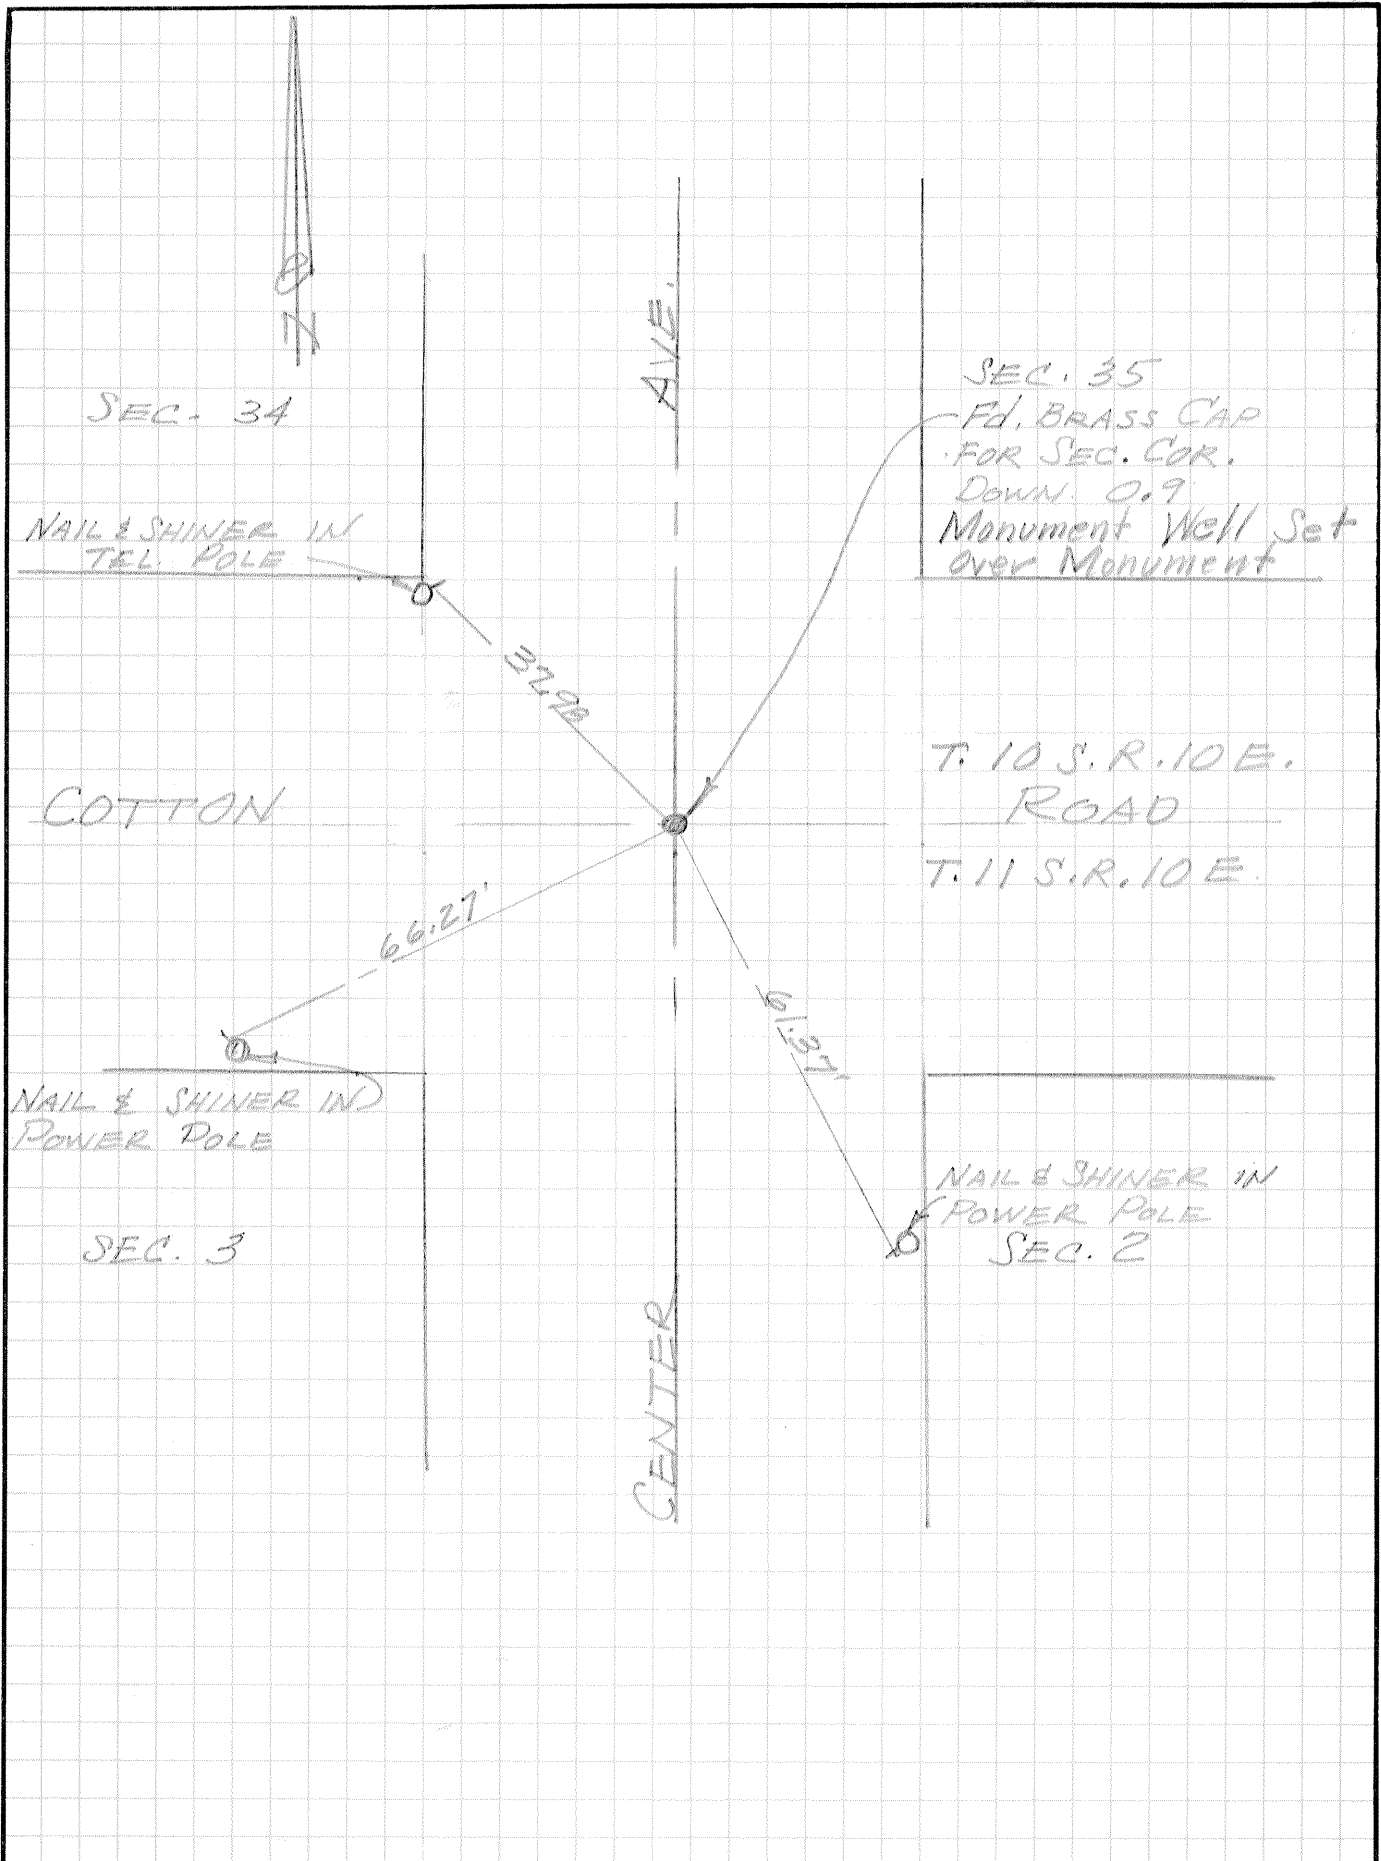 N
AVE.
SEC. 34
SEC. 35
Fd. BRASS CAP
FOR SEC. COR.
DOWN 0.9
Monument Well Set
over Monument
NAIL & SHINER IN
TEL. POLE
T. 10 S. R. 10 E.
COTTON
ROAD
T. 11 S. R. 10 E.
66.27'
61.37'
NAIL & SHINER IN
POWER POLE
NAIL & SHINER IN
POWER POLE
SEC. 3
SEC. 2
CENTER